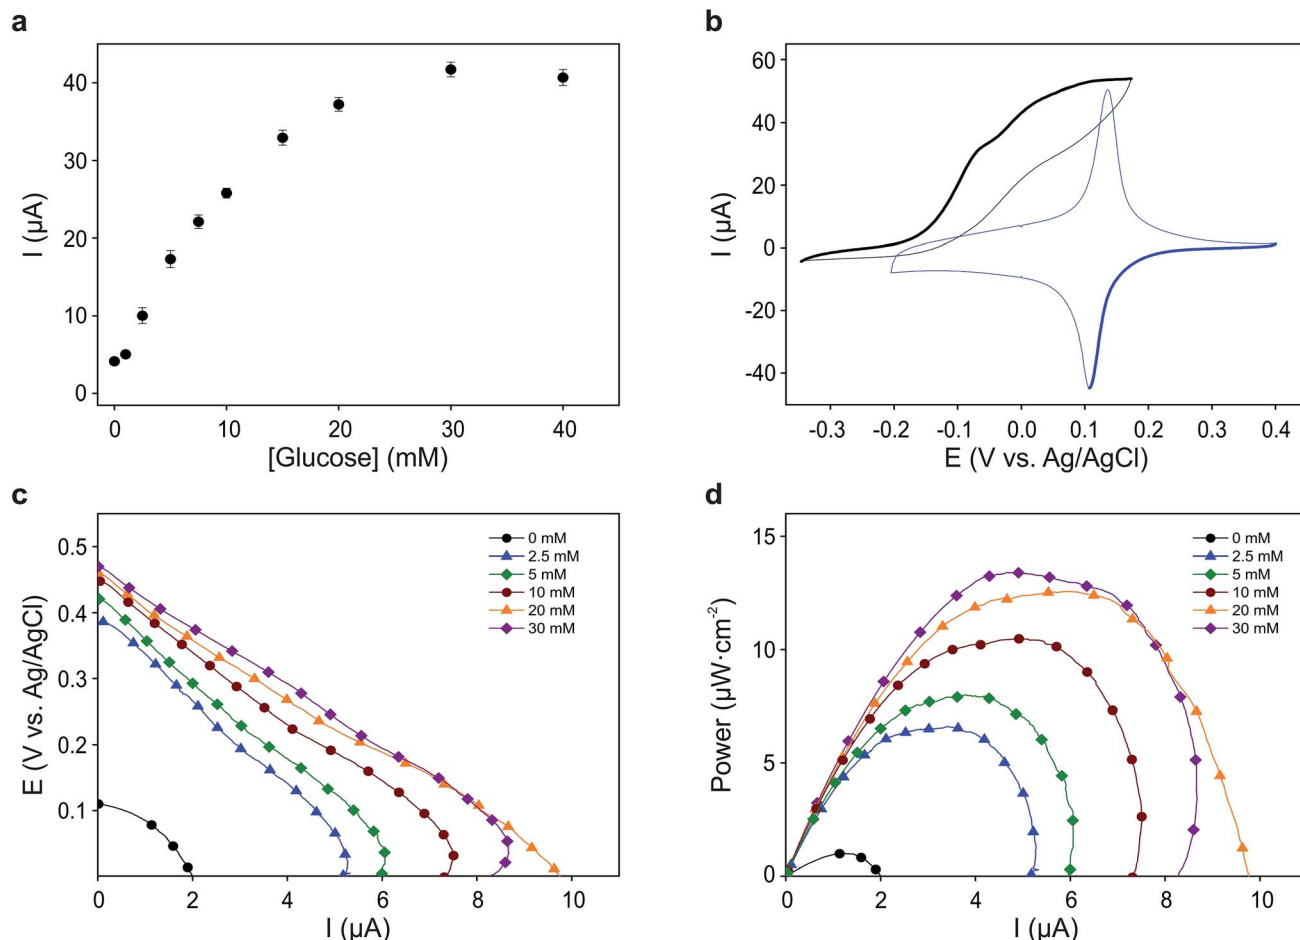 a
I (µA)
40
30
20
10
0
0 10 20 30 40
[Glucose] (mM)
b
I (µA)
60
40
20
0
-20
-40
-0.3 -0.2 -0.1 0.0 0.1 0.2 0.3 0.4
E (V vs. Ag/AgCl)
c
E (V vs. Ag/AgCl)
0.5
0.4
0.3
0.2
0.1
0 2 4 6 8 10
I (µA)
0 mM
2.5 mM
5 mM
10 mM
20 mM
30 mM
d
Power (µW·cm⁻²)
15
10
5
0
0 2 4 6 8 10
I (µA)
0 mM
2.5 mM
5 mM
10 mM
20 mM
30 mM